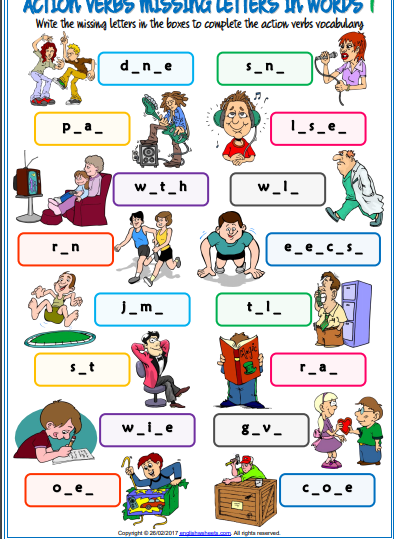 ACTION VERBS MISSING LETTERS IN WORDS 1
Write the missing letters in the boxes to complete the action verbs vocabulary
d_n_e
s_n_
p_a_
l_s_e_
w_t_h
w_l_
r_n
e_e_c_s_
j_m_
t_l_
s_t
r_a_
w_i_e
g_v_
o_e_
c_o_e
Copyright © 26/02/2017 englishwsheets.com. All rights reserved.